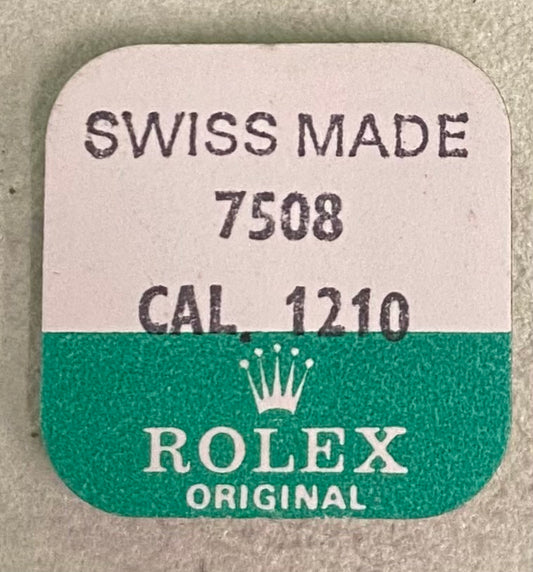 SWISS MADE
7508
CAL. 1210
ROLEX
ORIGINAL